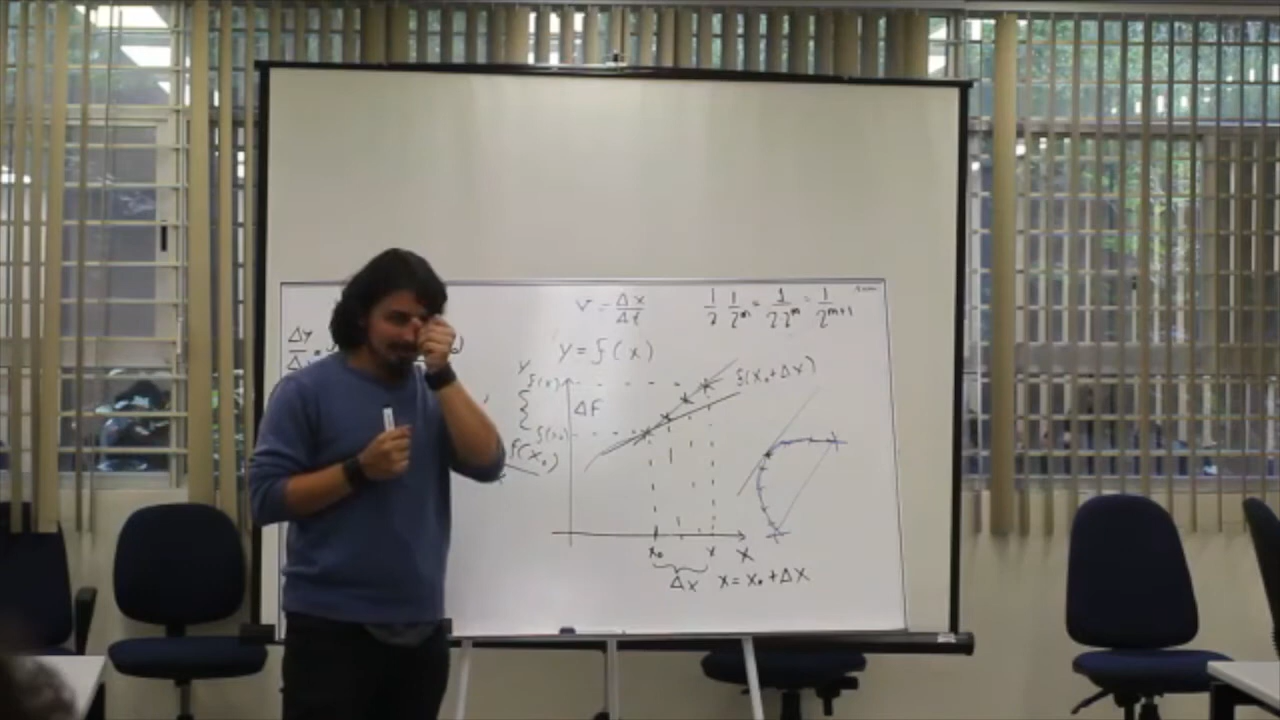 V = Δx/Δt
1/2 1/2^m = 1/2 2^m = 1/2^(m+1)
ΔY
y = f(x)
Y
f(x)
f(x₀+Δx)
ΔF
f(x₀)
f(x₀)
x₀ x X
Δx x = x₀ + Δx